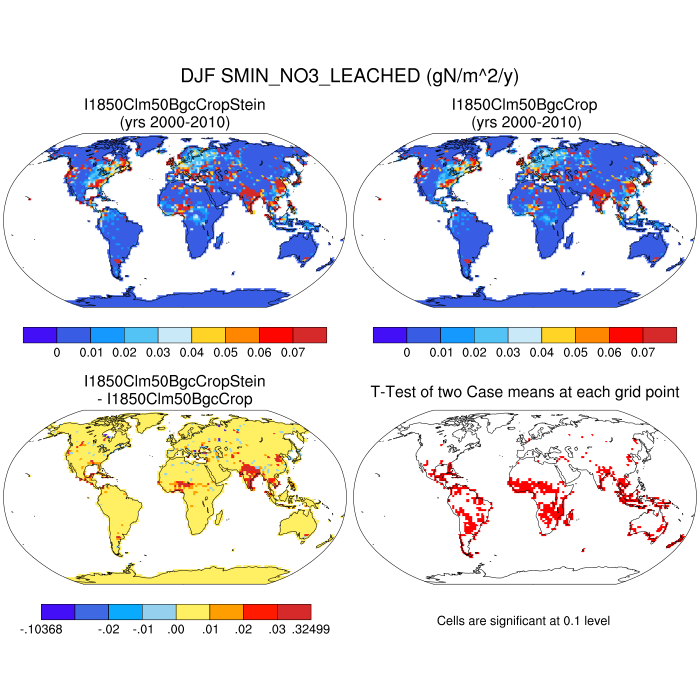 DJF SMIN_NO3_LEACHED (gN/m^2/y)
I1850Clm50BgcCropStein
(yrs 2000-2010)
I1850Clm50BgcCrop
(yrs 2000-2010)
0 0.01 0.02 0.03 0.04 0.05 0.06 0.07
0 0.01 0.02 0.03 0.04 0.05 0.06 0.07
I1850Clm50BgcCropStein
- I1850Clm50BgcCrop
T-Test of two Case means at each grid point
-.10368 -.02 -.01 .00 .01 .02 .03 .32499
Cells are significant at 0.1 level